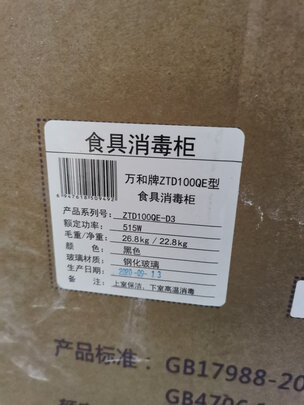 食具消毒柜
万和牌ZTD100QE型
食具消毒柜
产品系列号: ZTD100QE-D3
额定功率: 515W
毛重/净重: 26.8kg / 22.8kg
颜 色: 黑色
玻璃材质: 钢化玻璃
生产日期: 2020-09-13
备 注: 上室保洁，下室高温消毒
产品标准: GB17988-20